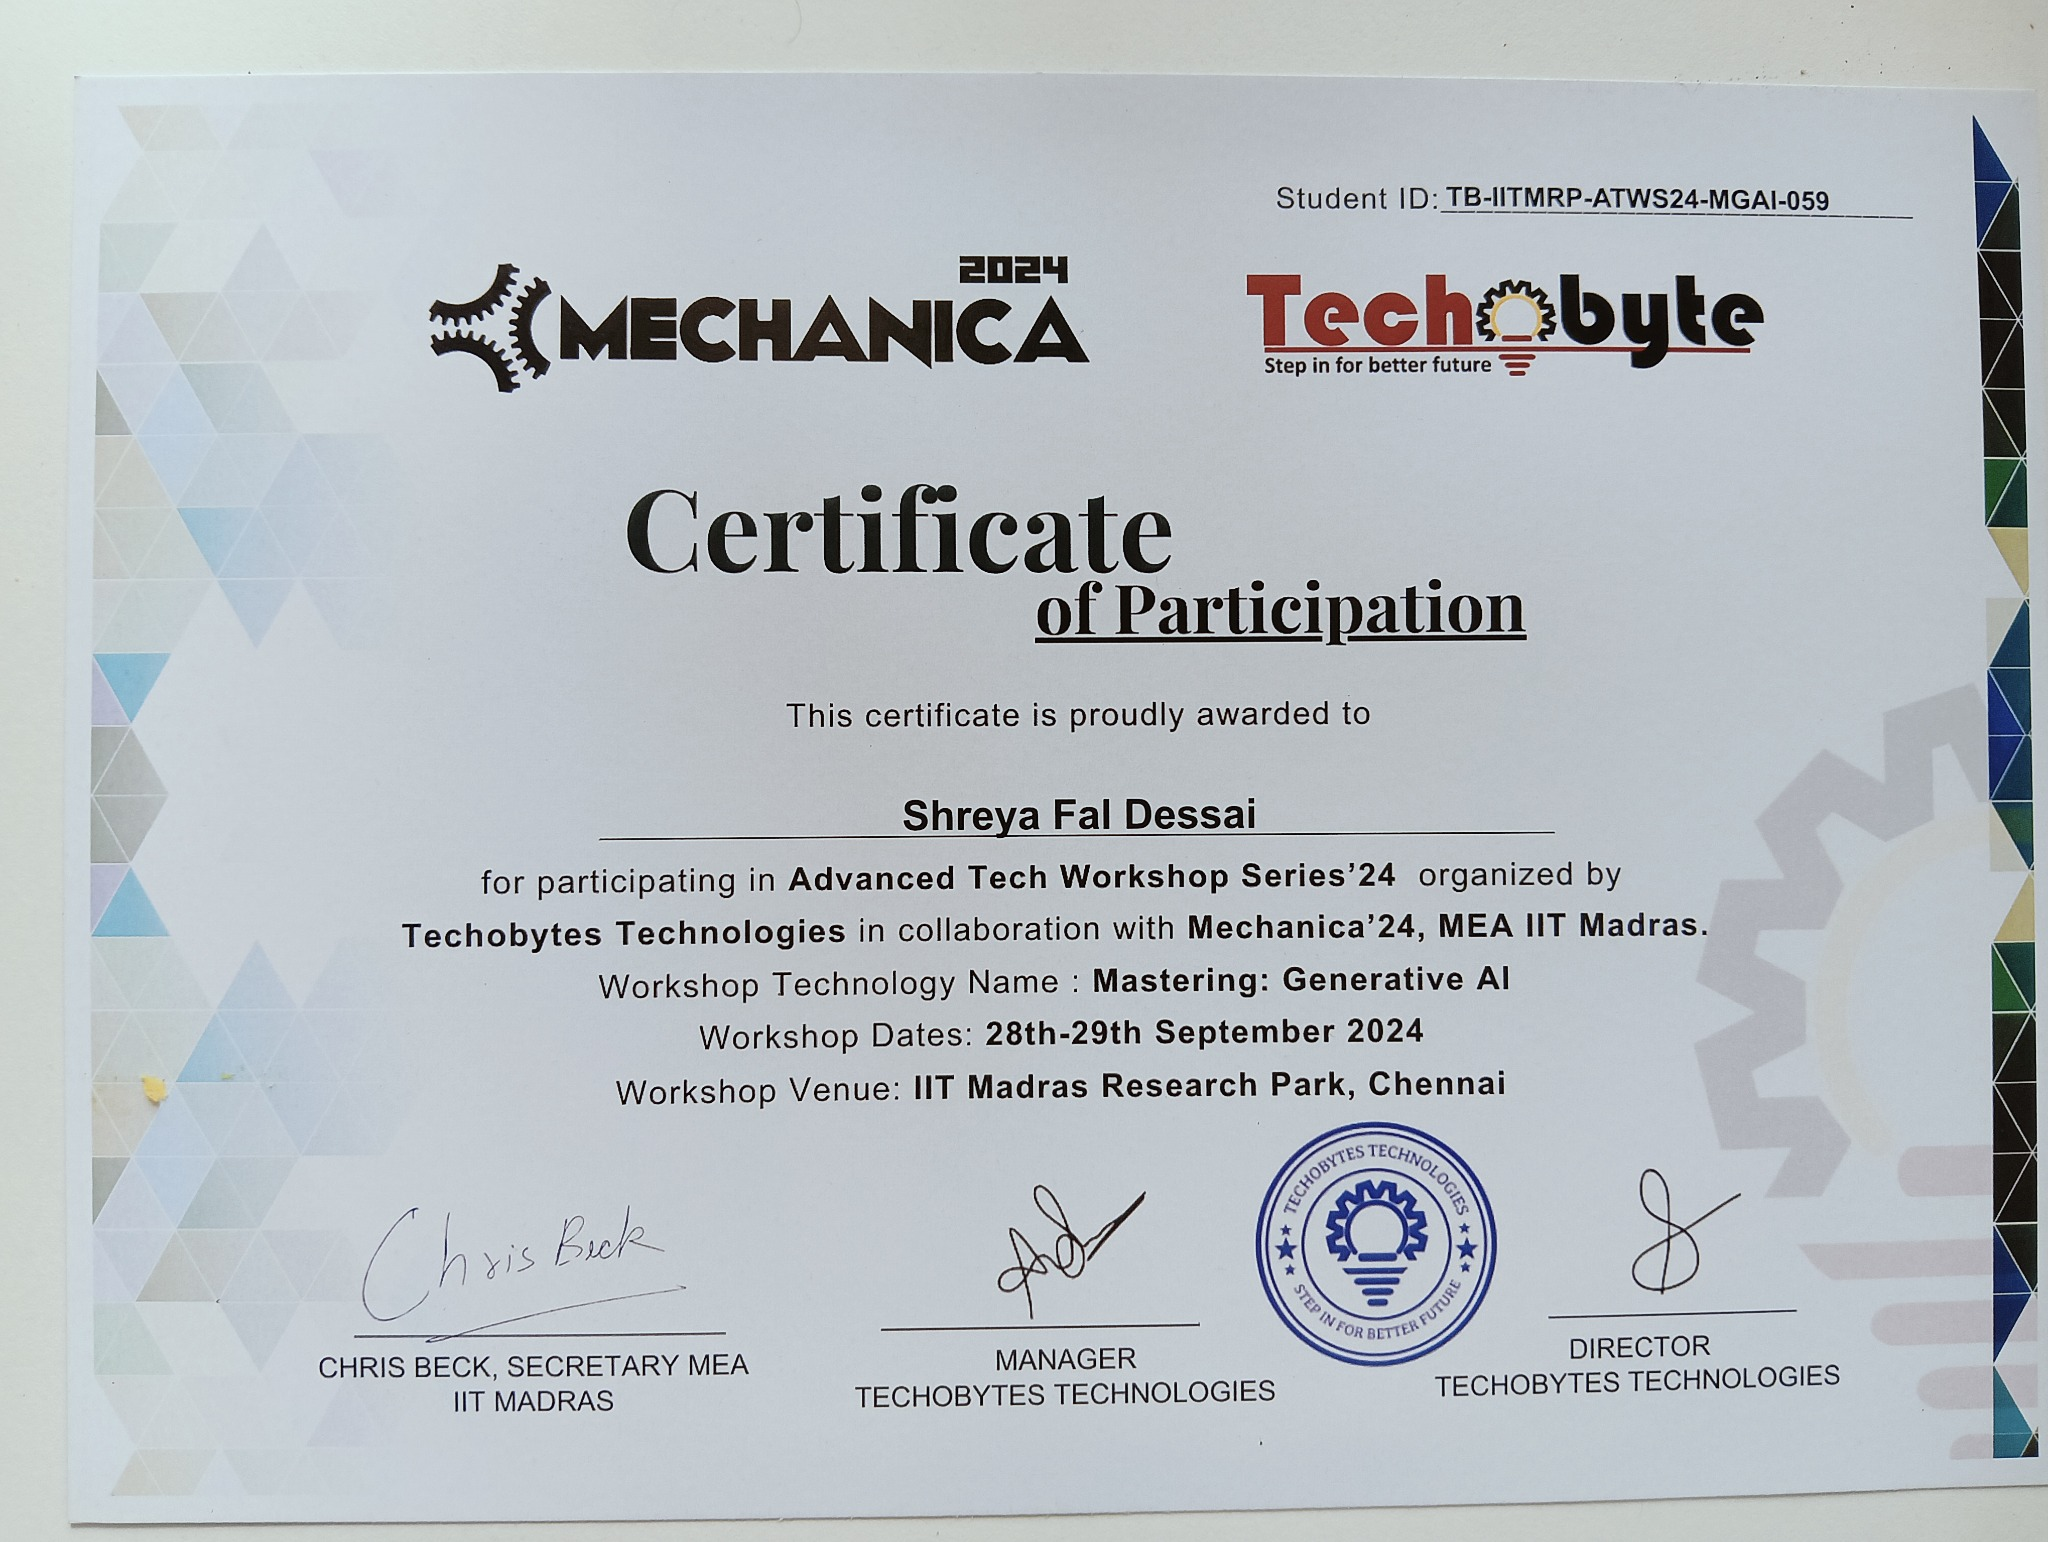 Student ID: TB-IITMRP-ATWS24-MGAI-059
2024
MECHANICA
Techobyte
Step in for better future
Certificate
of Participation
This certificate is proudly awarded to
Shreya Fal Dessai
for participating in Advanced Tech Workshop Series’24 organized by
Techobytes Technologies in collaboration with Mechanica’24, MEA IIT Madras.
Workshop Technology Name : Mastering: Generative AI
Workshop Dates: 28th-29th September 2024
Workshop Venue: IIT Madras Research Park, Chennai
Chris Beck
CHRIS BECK, SECRETARY MEA
IIT MADRAS
MANAGER
TECHOBYTES TECHNOLOGIES
TECHOBYTES TECHNOLOGIES
STEP IN FOR BETTER FUTURE
DIRECTOR
TECHOBYTES TECHNOLOGIES